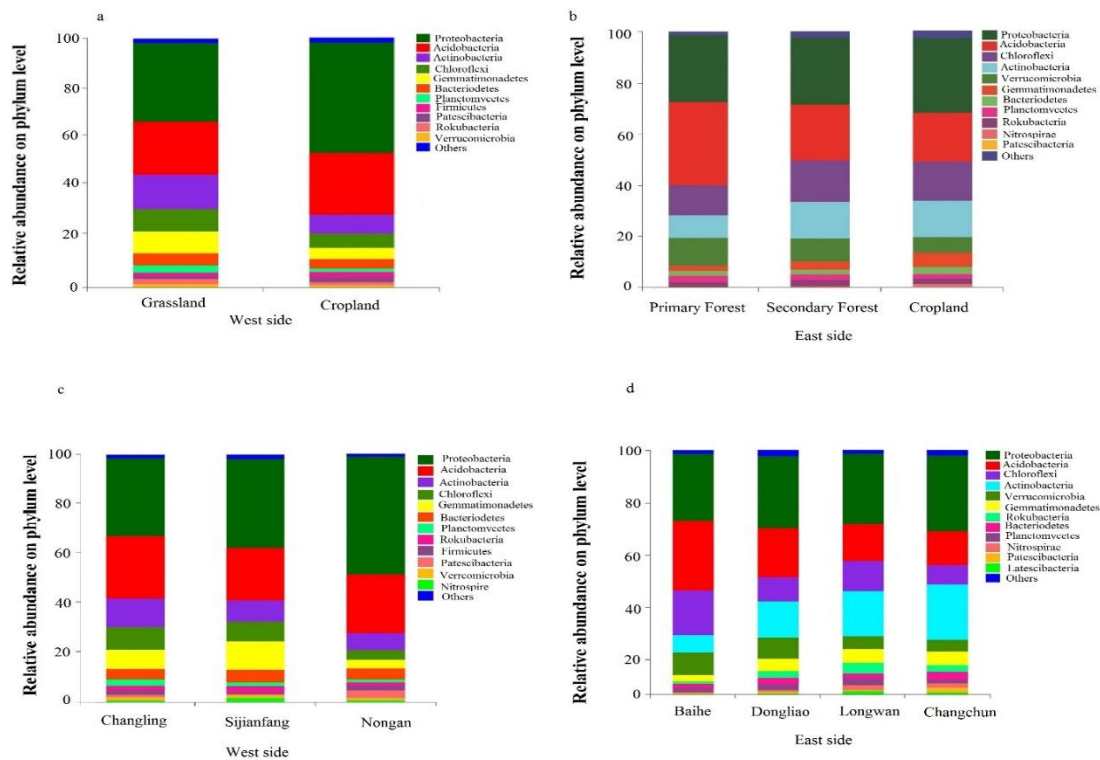 a
Relative abundance on phylum level
100
80
60
40
20
0
Grassland
Cropland
West side
Proteobacteria
Acidobacteria
Actinobacteria
Chloroflexi
Gemmatimonadetes
Bacteriodetes
Planctomycetes
Firmicutes
Patescibacteria
Rokubacteria
Verrucomicrobia
Others
b
Relative abundance on phylum level
100
80
60
40
20
0
Primary Forest
Secondary Forest
Cropland
East side
Proteobacteria
Acidobacteria
Chloroflexi
Actinobacteria
Verrucomicrobia
Gemmatimonadetes
Bacteriodetes
Planctomycetes
Rokubacteria
Nitrospirae
Patescibacteria
Others
c
Relative abundance on phylum level
100
80
60
40
20
0
Changling
Sijianfang
Nongan
West side
Proteobacteria
Acidobacteria
Actinobacteria
Chloroflexi
Gemmatimonadetes
Bacteriodetes
Planctomycetes
Rokubacteria
Firmicutes
Patescibacteria
Verrcomicrobia
Nitrospire
Others
d
Relative abundance on phylum level
100
80
60
40
20
0
Baihe
Dongliao
Longwan
Changchun
East side
Proteobacteria
Acidobacteria
Chloroflexi
Actinobacteria
Verrucomicrobia
Gemmatimonadetes
Rokubacteria
Bacteriodetes
Planctomycetes
Nitrospirae
Patescibacteria
Latescibacteria
Others